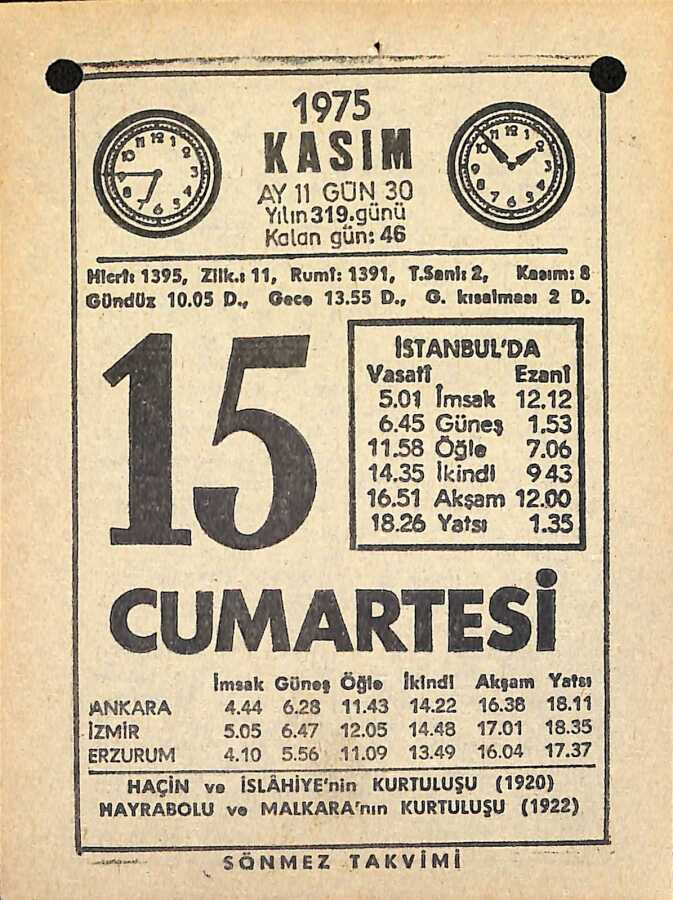 1975
KASIM
AY 11 GÜN 30
Yılın 319.günü
Kalan gün: 46
Hicrî: 1395, Zilk.: 11, Rumî: 1391, T.Sani: 2, Kasım: 8
Gündüz 10.05 D., Gece 13.55 D., G. kısalması 2 D.
15
İSTANBUL'DA
Vasatî Ezanî
5.01 İmsak 12.12
6.45 Güneş 1.53
11.58 Öğle 7.06
14.35 İkindi 9 43
16.51 Akşam 12.00
18.26 Yatsı 1.35
CUMARTESİ
İmsak Güneş Öğle İkindi Akşam Yatsı
ANKARA 4.44 6.28 11.43 14.22 16.38 18.11
İZMİR 5.05 6.47 12.05 14.48 17.01 18.35
ERZURUM 4.10 5.56 11.09 13.49 16.04 17.37
HAÇİN ve İSLÂHİYE'nin KURTULUŞU (1920)
HAYRABOLU ve MALKARA'nın KURTULUŞU (1922)
SÖNMEZ TAKVİMİ